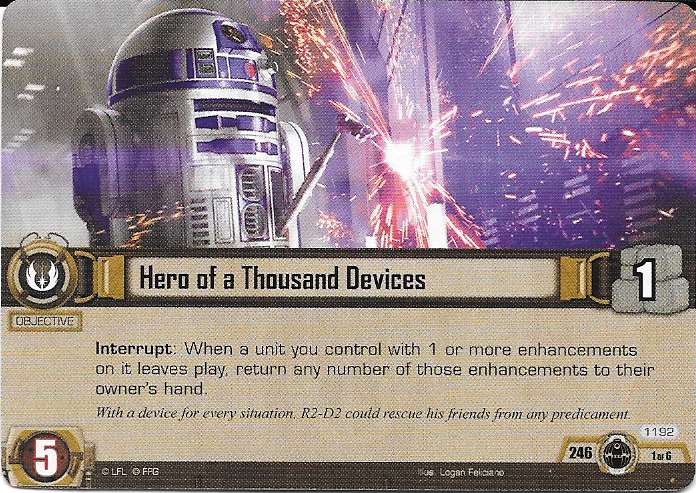 Hero of a Thousand Devices
1
OBJECTIVE
Interrupt: When a unit you control with 1 or more enhancements
on it leaves play, return any number of those enhancements to their
owner's hand.
With a device for every situation, R2-D2 could rescue his friends from any predicament.
1192
5
© LFL © FFG
Illus. Logan Feliciano
246
1 of 6